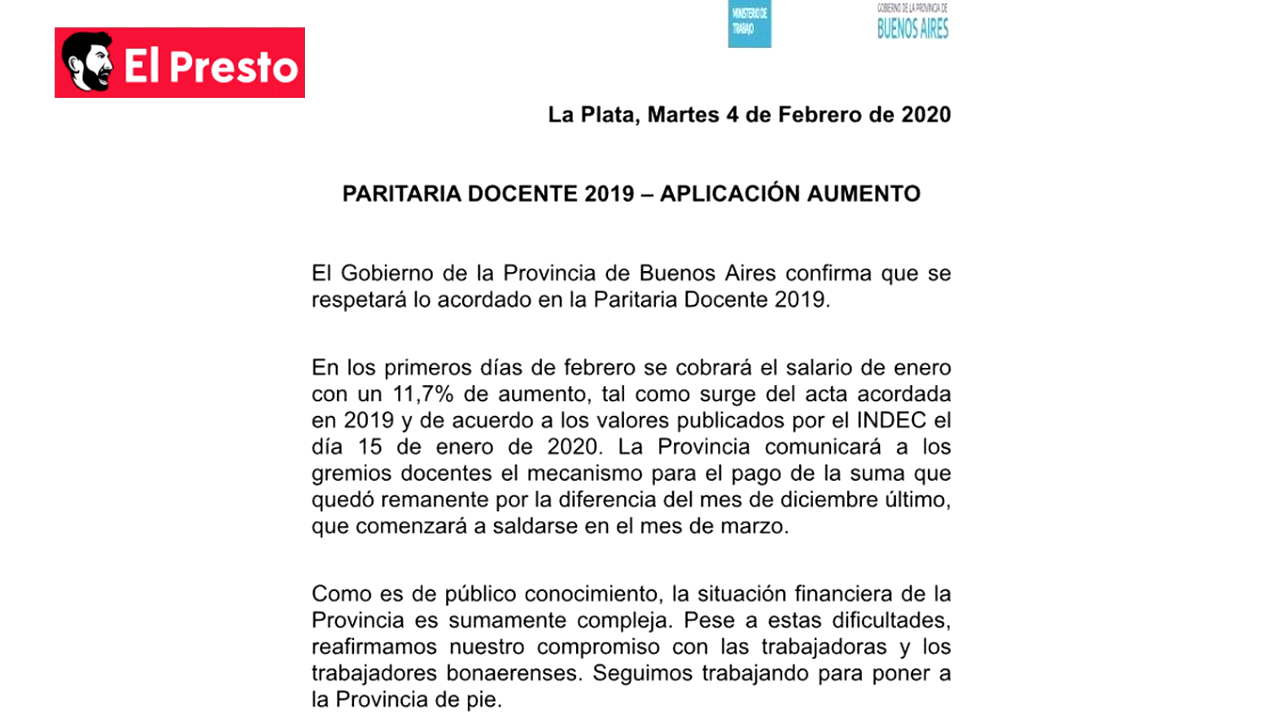 MINISTERIO DE
TRABAJO
GOBIERNO DE LA PROVINCIA DE
BUENOS AIRES
El Presto
La Plata, Martes 4 de Febrero de 2020
PARITARIA DOCENTE 2019 – APLICACIÓN AUMENTO
El Gobierno de la Provincia de Buenos Aires confirma que se
respetará lo acordado en la Paritaria Docente 2019.
En los primeros días de febrero se cobrará el salario de enero
con un 11,7% de aumento, tal como surge del acta acordada
en 2019 y de acuerdo a los valores publicados por el INDEC el
día 15 de enero de 2020. La Provincia comunicará a los
gremios docentes el mecanismo para el pago de la suma que
quedó remanente por la diferencia del mes de diciembre último,
que comenzará a saldarse en el mes de marzo.
Como es de público conocimiento, la situación financiera de la
Provincia es sumamente compleja. Pese a estas dificultades,
reafirmamos nuestro compromiso con las trabajadoras y los
trabajadores bonaerenses. Seguimos trabajando para poner a
la Provincia de pie.